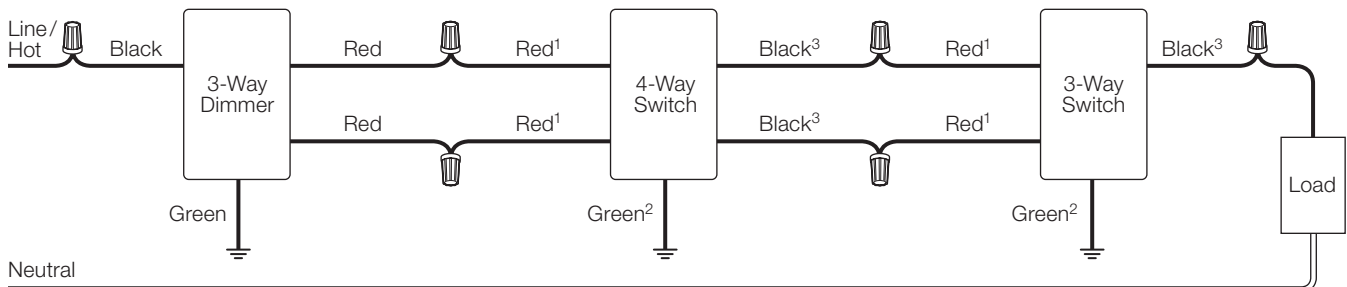 Line/
Hot
Black
Red
Red¹
Black³
Red¹
Black³
3-Way
Dimmer
4-Way
Switch
3-Way
Switch
Red
Red¹
Black³
Red¹
Load
Green
Green²
Green²
Neutral